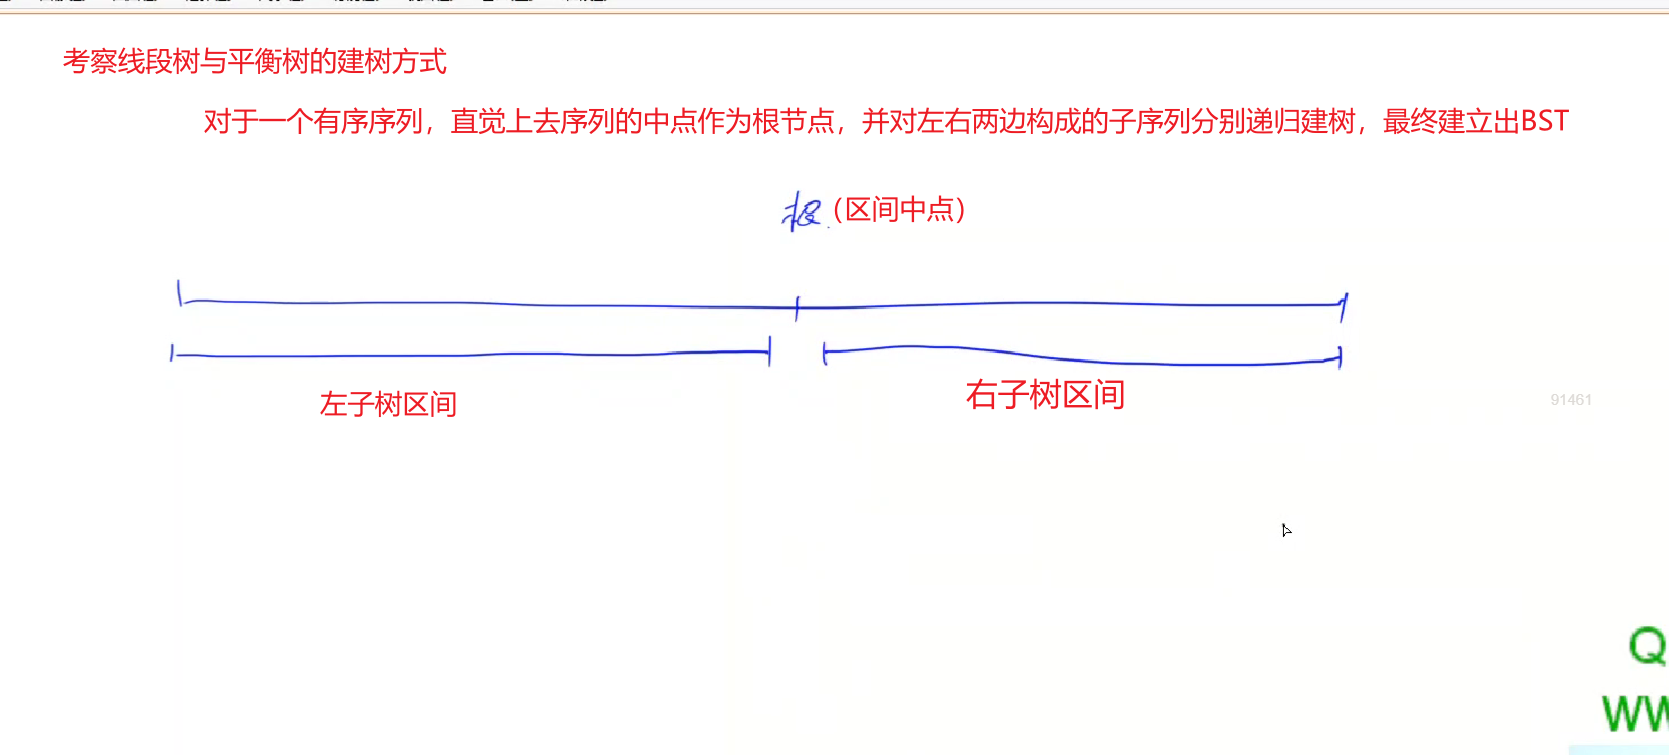 考察线段树与平衡树的建树方式
对于一个有序序列，直觉上去序列的中点作为根节点，并对左右两边构成的子序列分别递归建树，最终建立出BST
根（区间中点）
左子树区间
右子树区间
91461
Q
WW